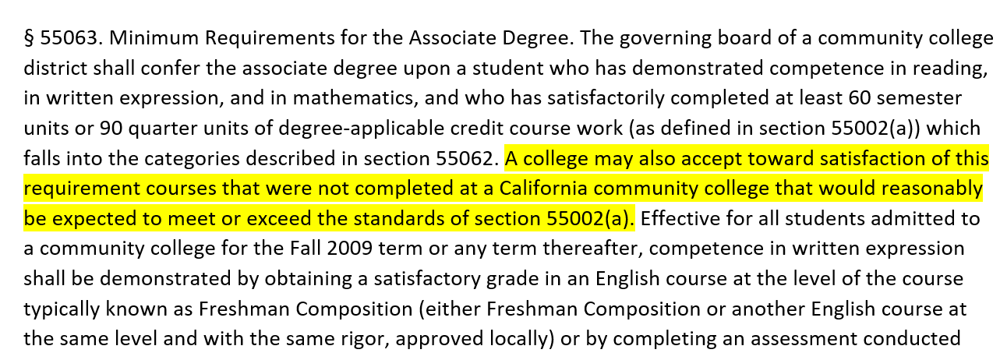 § 55063. Minimum Requirements for the Associate Degree. The governing board of a community college
district shall confer the associate degree upon a student who has demonstrated competence in reading,
in written expression, and in mathematics, and who has satisfactorily completed at least 60 semester
units or 90 quarter units of degree-applicable credit course work (as defined in section 55002(a)) which
falls into the categories described in section 55062. A college may also accept toward satisfaction of this
requirement courses that were not completed at a California community college that would reasonably
be expected to meet or exceed the standards of section 55002(a). Effective for all students admitted to
a community college for the Fall 2009 term or any term thereafter, competence in written expression
shall be demonstrated by obtaining a satisfactory grade in an English course at the level of the course
typically known as Freshman Composition (either Freshman Composition or another English course at
the same level and with the same rigor, approved locally) or by completing an assessment conducted